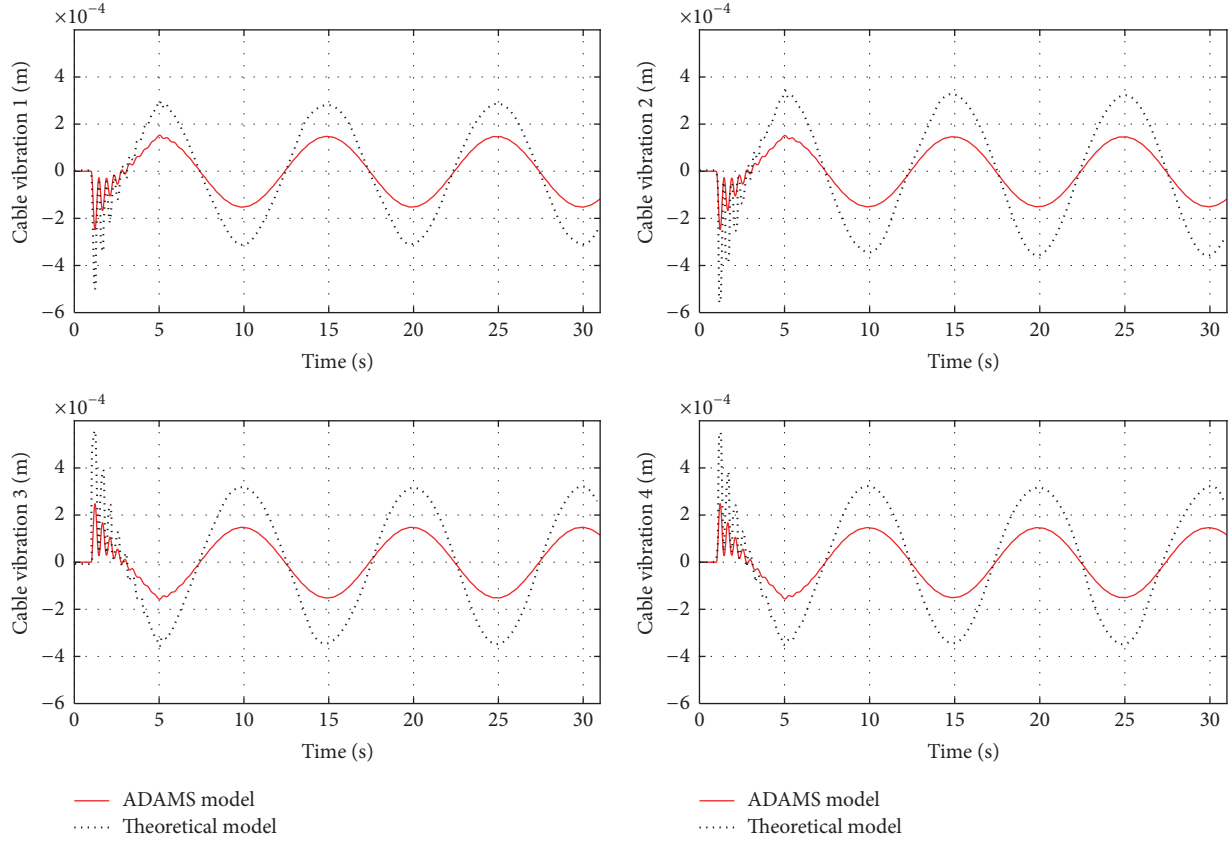 ×10−4
×10−4
Cable vibration 1 (m)
4
2
0
−2
−4
−6
0 5 10 15 20 25 30
Time (s)
Cable vibration 2 (m)
4
2
0
−2
−4
−6
0 5 10 15 20 25 30
Time (s)
×10−4
×10−4
Cable vibration 3 (m)
4
2
0
−2
−4
−6
0 5 10 15 20 25 30
Time (s)
Cable vibration 4 (m)
4
2
0
−2
−4
−6
0 5 10 15 20 25 30
Time (s)
ADAMS model
Theoretical model
ADAMS model
Theoretical model